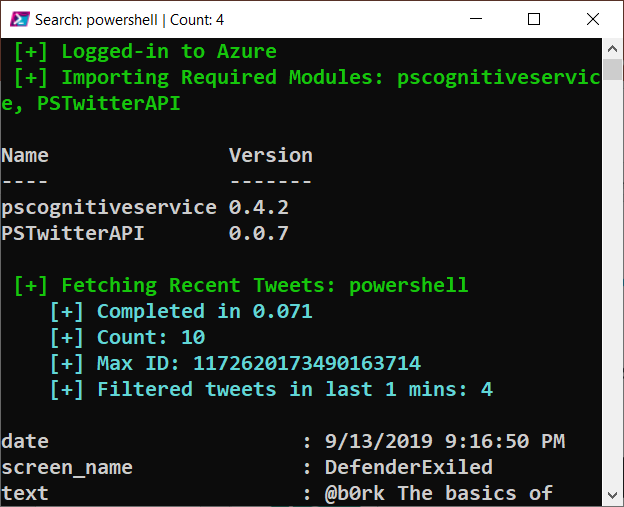 Search: powershell | Count: 4
[+] Logged-in to Azure
[+] Importing Required Modules: pscognitiveservic
e, PSTwitterAPI
Name Version
---- -------
pscognitiveservice 0.4.2
PSTwitterAPI 0.0.7
[+] Fetching Recent Tweets: powershell
[+] Completed in 0.071
[+] Count: 10
[+] Max ID: 1172620173490163714
[+] Filtered tweets in last 1 mins: 4
date : 9/13/2019 9:16:50 PM
screen_name : DefenderExiled
text : @b0rk The basics of